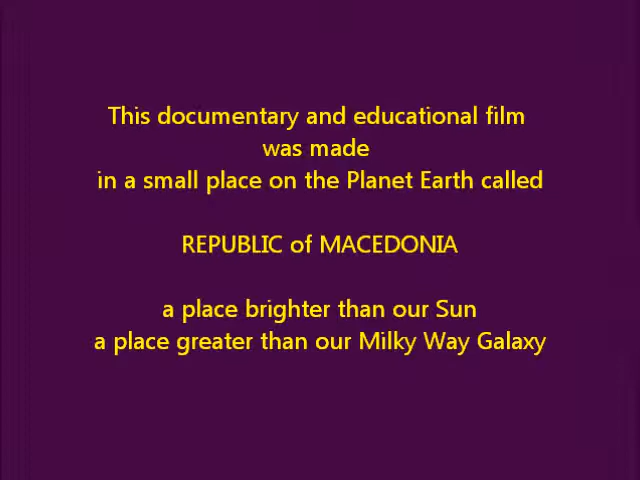 This documentary and educational film
was made
in a small place on the Planet Earth called
REPUBLIC of MACEDONIA
a place brighter than our Sun
a place greater than our Milky Way Galaxy